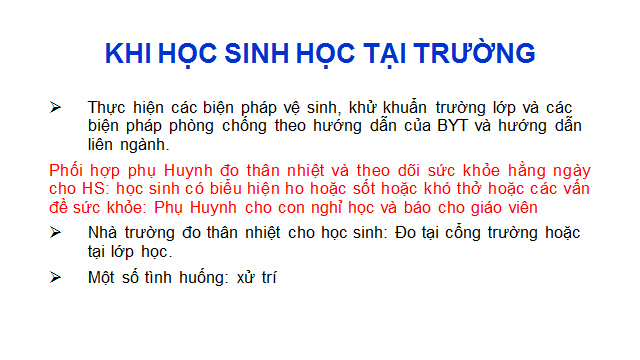 KHI HỌC SINH HỌC TẠI TRƯỜNG
➢ Thực hiện các biện pháp vệ sinh, khử khuẩn trường lớp và các
biện pháp phòng chống theo hướng dẫn của BYT và hướng dẫn
liên ngành.
Phối hợp phụ Huynh đo thân nhiệt và theo dõi sức khỏe hằng ngày
cho HS: học sinh có biểu hiện ho hoặc sốt hoặc khó thở hoặc các vấn
đề sức khỏe: Phụ Huynh cho con nghỉ học và báo cho giáo viên
➢ Nhà trường đo thân nhiệt cho học sinh: Đo tại cổng trường hoặc
tại lớp học.
➢ Một số tình huống: xử trí